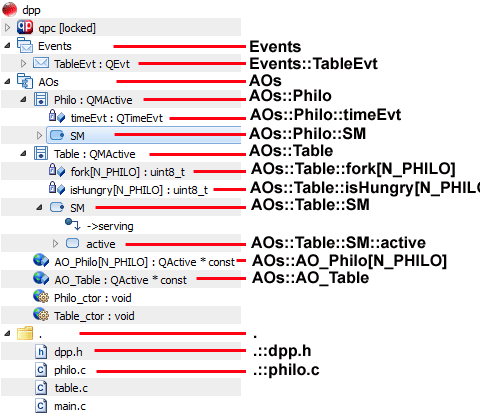 dpp
qpc [locked]
Events Events
TableEvt : QEvt Events::TableEvt
AOs AOs
Philo : QMActive AOs::Philo
timeEvt : QTimeEvt AOs::Philo::timeEvt
SM AOs::Philo::SM
Table : QMActive AOs::Table
fork[N_PHILO] : uint8_t AOs::Table::fork[N_PHILO]
isHungry[N_PHILO] : uint8_t AOs::Table::isHungry[N_PHIL
SM AOs::Table::SM
->serving
active AOs::Table::SM::active
AO_Philo[N_PHILO] : QActive * const AOs::AO_Philo[N_PHILO]
AO_Table : QActive * const AOs::AO_Table
Philo_ctor : void
Table_ctor : void
. .
dpp.h .::dpp.h
philo.c .::philo.c
table.c
main.c